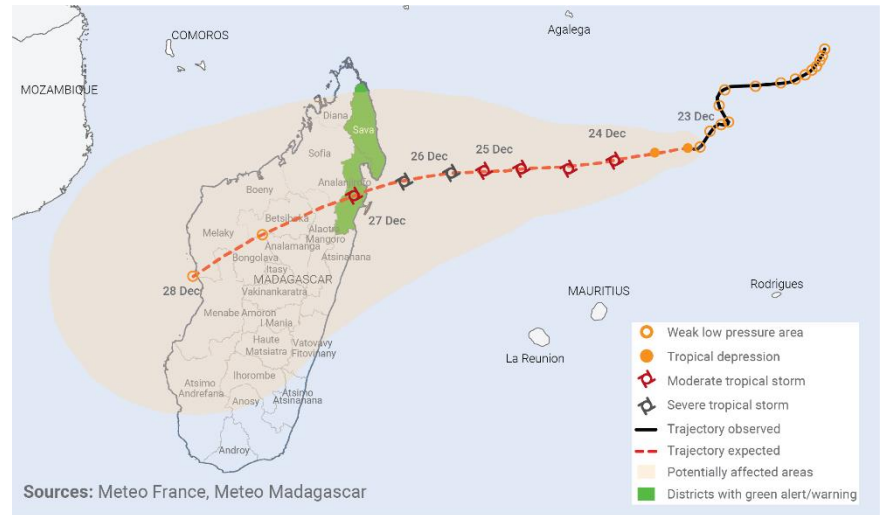 COMOROS
Agalega
MOZAMBIQUE
Diana
Sava
23 Dec
24 Dec
25 Dec
26 Dec
Sofia
Boeny
27 Dec
Betsiboka
Melaky
Alaotra
Mangoro
Analamanga
Bongolava
Atsinanana
Itasy
MADAGASCAR
28 Dec
Vakinankaratra
MAURITIUS
Rodrigues
Menabe
Amoron
I Mania
La Reunion
Haute
Matsiatra
Vatovavy
Fitovinany
Ihorombe
Atsimo
Andrefana
Atsimo
Atsinanana
Anosy
Androy
Weak low pressure area
Tropical depression
Moderate tropical storm
Severe tropical storm
Trajectory observed
Trajectory expected
Potentially affected areas
Districts with green alert/warning
Sources: Meteo France, Meteo Madagascar